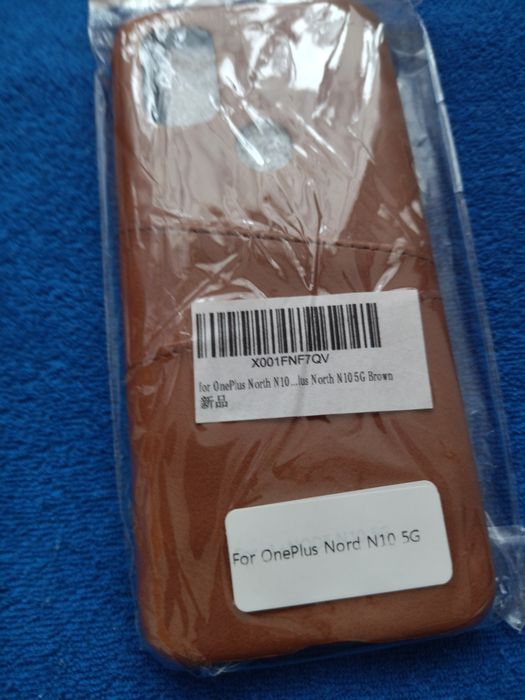 X001FNF7QV
for OnePlus North N10 ...lus North N10 5G Brown
新品
For OnePlus Nord N10 5G